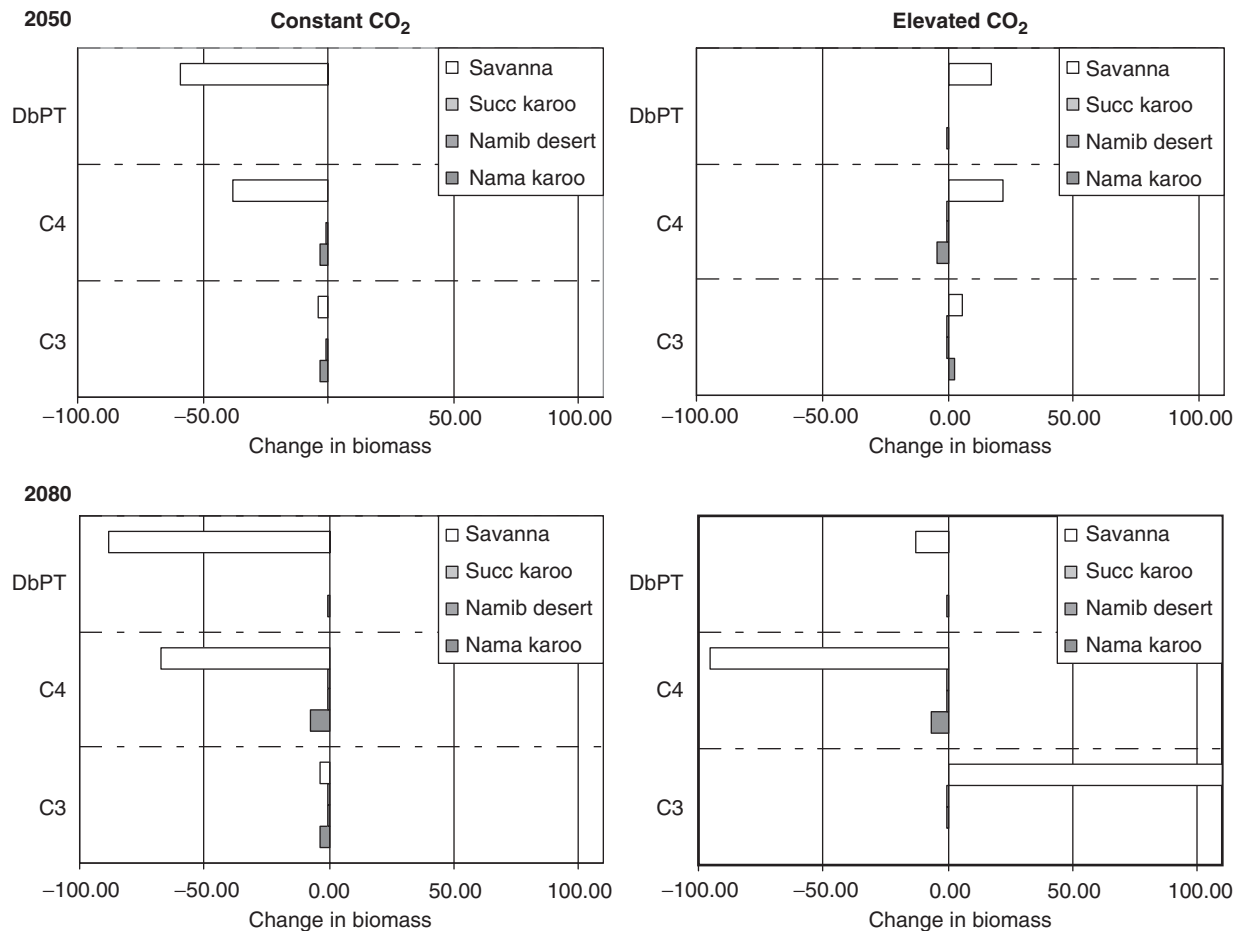 2050
Constant CO2
Savanna
Succ karoo
Namib desert
Nama karoo
DbPT
C4
C3
−100.00 −50.00 50.00 100.00
Change in biomass
Elevated CO2
Savanna
Succ karoo
Namib desert
Nama karoo
DbPT
C4
C3
−100.00 −50.00 0.00 50.00 100.00
Change in biomass
2080
Savanna
Succ karoo
Namib desert
Nama karoo
DbPT
C4
C3
−100.00 −50.00 0.00 50.00 100.00
Change in biomass
Savanna
Succ karoo
Namib desert
Nama karoo
DbPT
C4
C3
−100.00 −50.00 0.00 50.00 100.00
Change in biomass